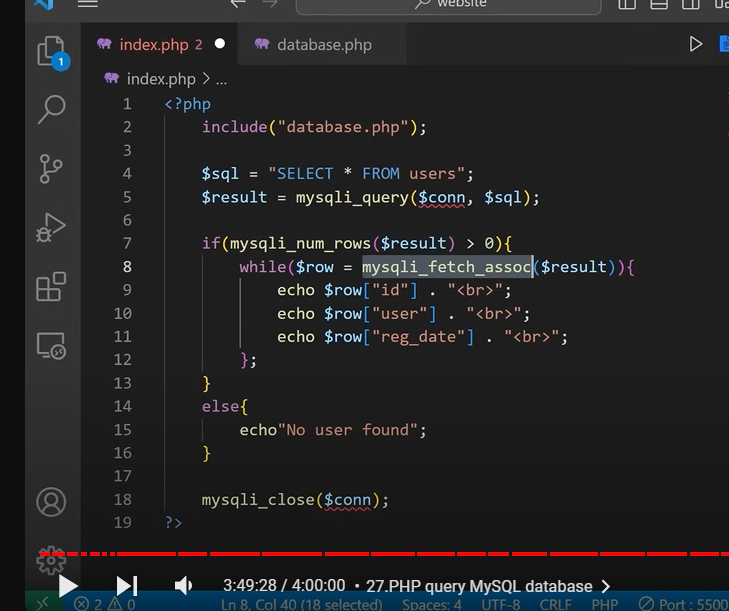 website
index.php 2 database.php
1
index.php > ...
1 <?php
2 include("database.php");
3
4 $sql = "SELECT * FROM users";
5 $result = mysqli_query($conn, $sql);
6
7 if(mysqli_num_rows($result) > 0){
8 while($row = mysqli_fetch_assoc($result)){
9 echo $row["id"] . "<br>";
10 echo $row["user"] . "<br>";
11 echo $row["reg_date"] . "<br>";
12 };
13 }
14 else{
15 echo"No user found";
16 }
17
18 mysqli_close($conn);
19 ?>
3:49:28 / 4:00:00 • 27.PHP query MySQL database >
2 0 Ln 8, Col 40 (18 selected) Spaces: 4 UTF-8 CRLF PHP Port : 5500